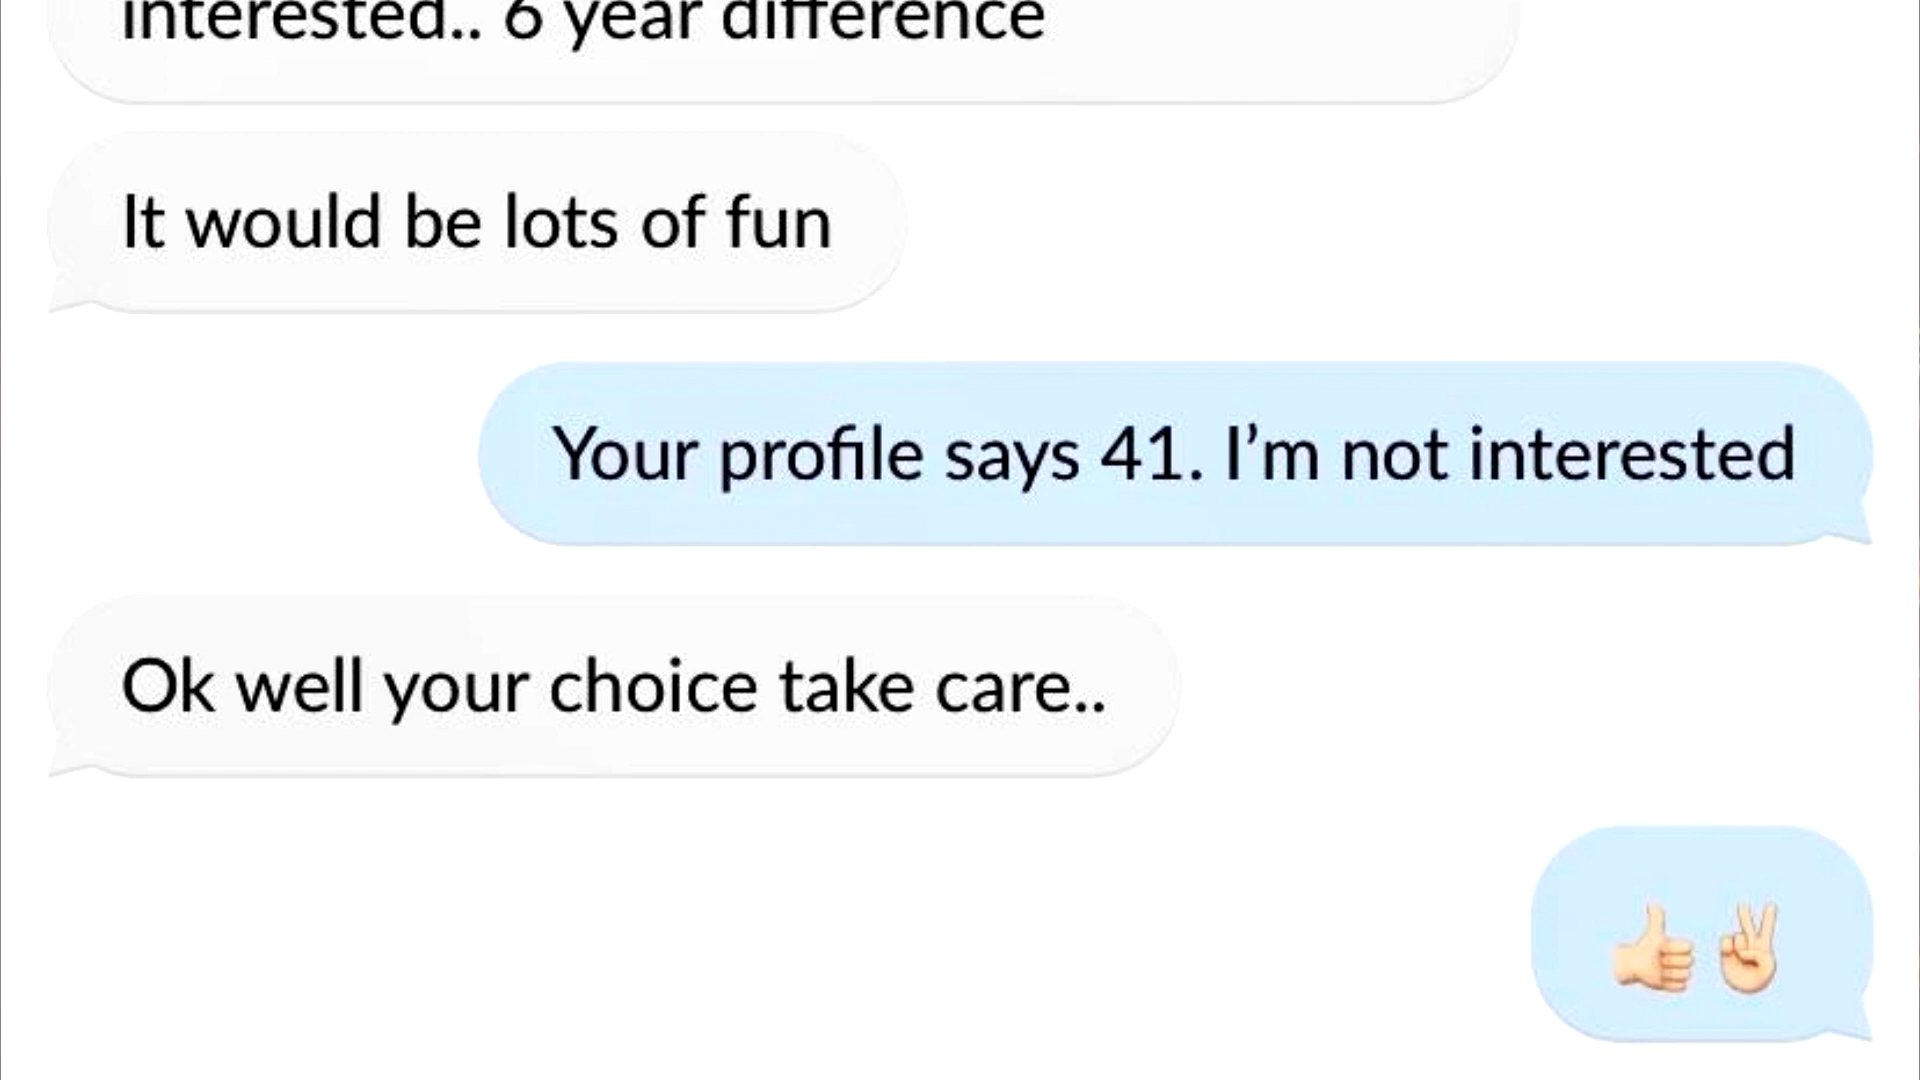 interested.. 6 year difference
It would be lots of fun
Your profile says 41. I’m not interested
Ok well your choice take care..
👍🏻✌🏻